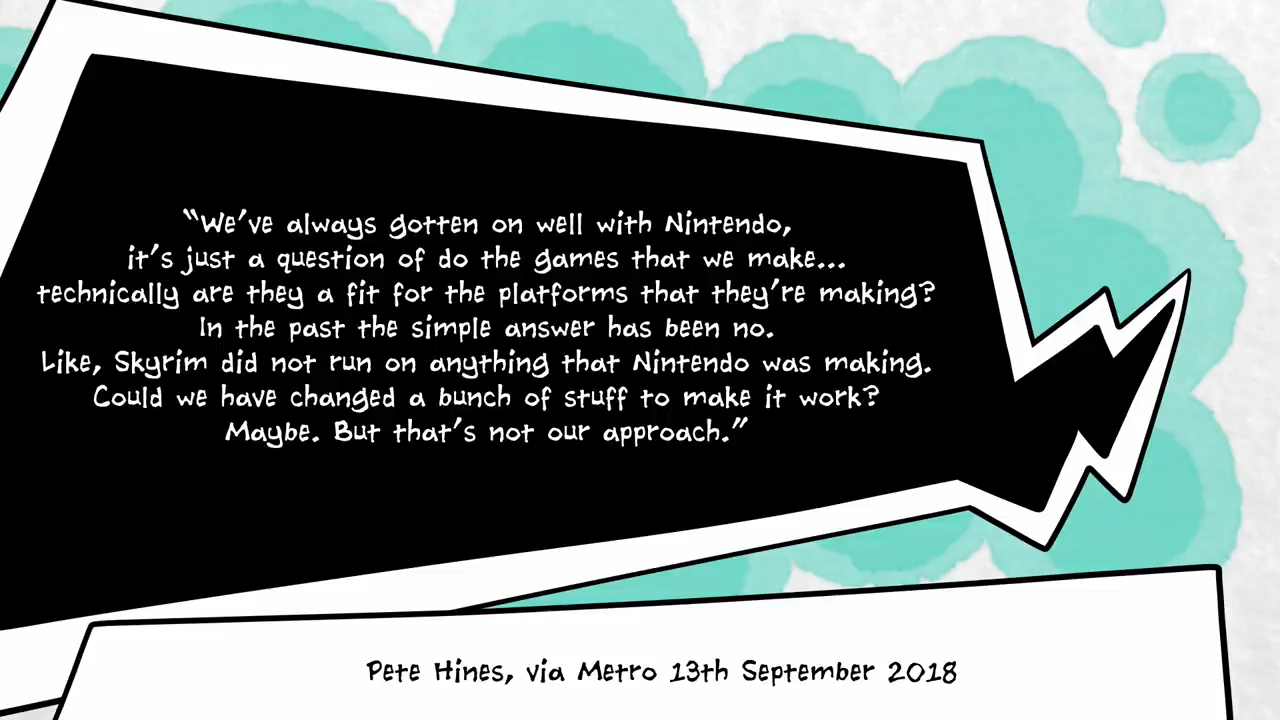 “We’ve always gotten on well with Nintendo,
it’s just a question of do the games that we make...
technically are they a fit for the platforms that they’re making?
In the past the simple answer has been no.
Like, Skyrim did not run on anything that Nintendo was making.
Could we have changed a bunch of stuff to make it work?
Maybe. But that’s not our approach.”
Pete Hines, via Metro 13th September 2018